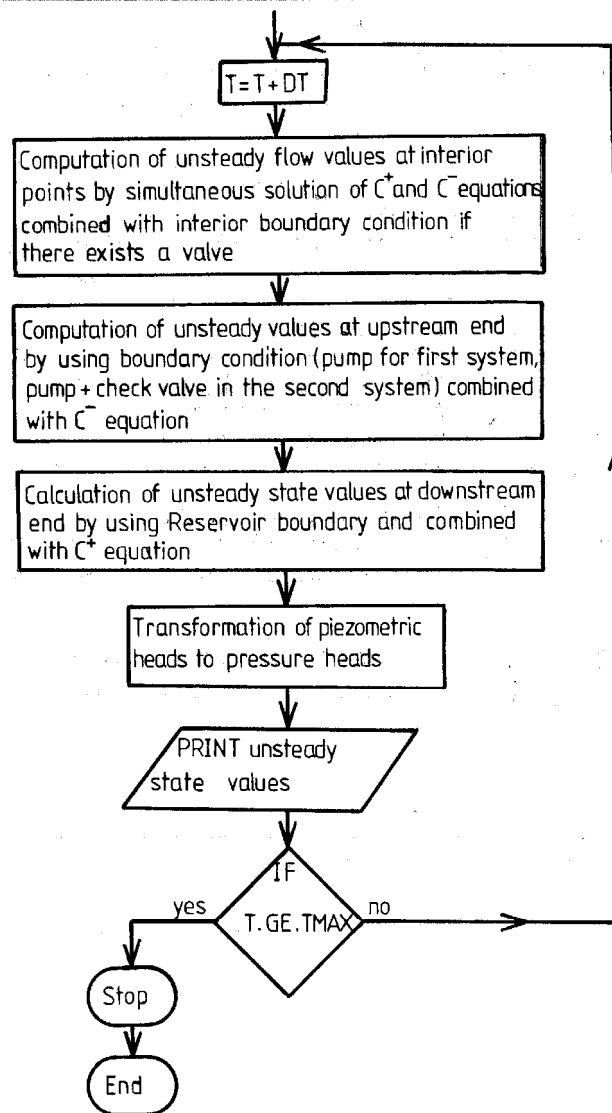 T=T+DT
Computation of unsteady flow values at interior
points by simultaneous solution of C⁺ and C⁻ equations
combined with interior boundary condition if
there exists a valve
Computation of unsteady values at upstream end
by using boundary condition (pump for first system,
pump + check valve in the second system) combined
with C⁻ equation
Calculation of unsteady state values at downstream
end by using Reservoir boundary and combined
with C⁺ equation
Transformation of piezometric
heads to pressure heads
PRINT unsteady
state values
IF
yes
T.GE.TMAX
no
Stop
End